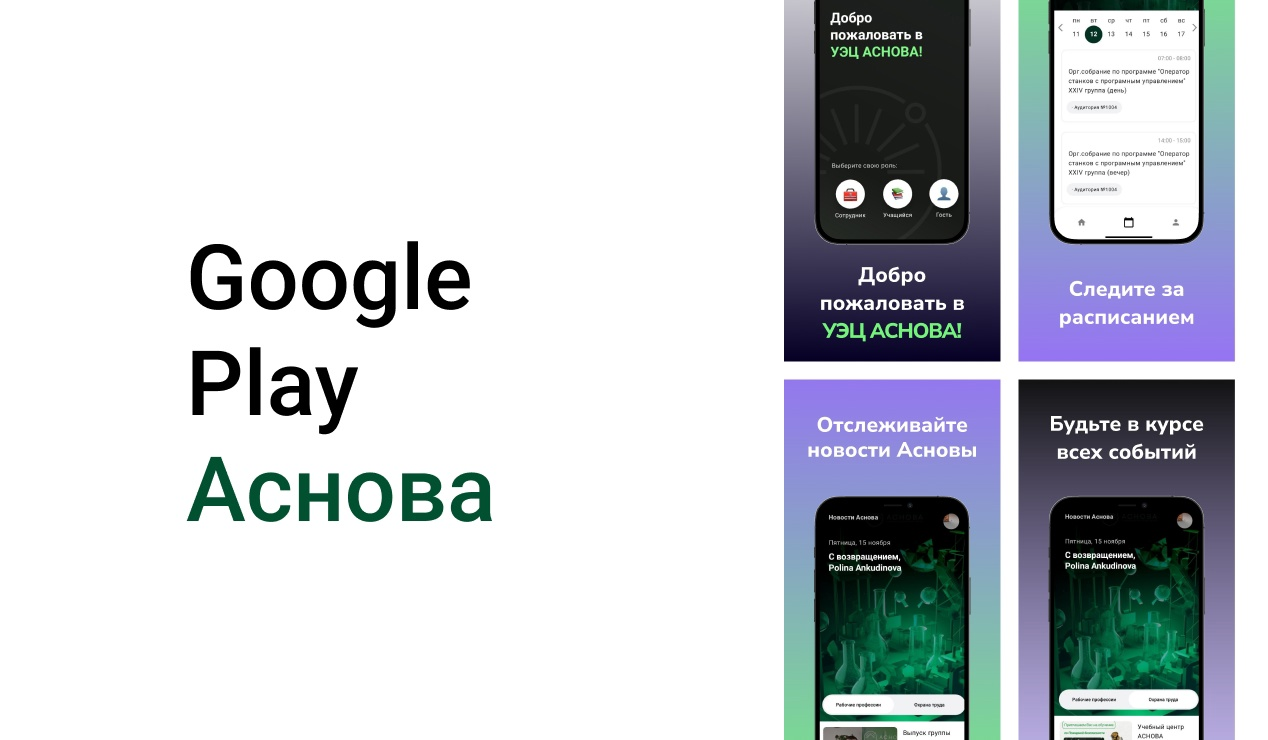 Google
Play
Аснова
Добро
пожаловать в
УЭЦ АСНОВА!
Выберите свою роль:
Сотрудник
Учащийся
Гость
Добро
пожаловать в
УЭЦ АСНОВА!
пн вт ср чт пт сб вс
11 12 13 14 15 16 17
07:00 - 08:00
Орг.собрание по программе "Оператор
станков с програмным управлением"
XXIV группа (день)
Аудитория №1004
14:00 - 15:00
Орг.собрание по программе "Оператор
станков с програмным управлением"
XXIV группа (вечер)
Аудитория №1004
Следите за
расписанием
Отслеживайте
новости Асновы
Новости Аснова
Пятница, 15 ноября
С возвращением,
Polina Ankudinova
Рабочие профессии
Охрана труда
Выпуск группы
Будьте в курсе
всех событий
Новости Аснова
Пятница, 15 ноября
С возвращением,
Polina Ankudinova
Рабочие профессии
Охрана труда
Учебный центр
АСНОВА